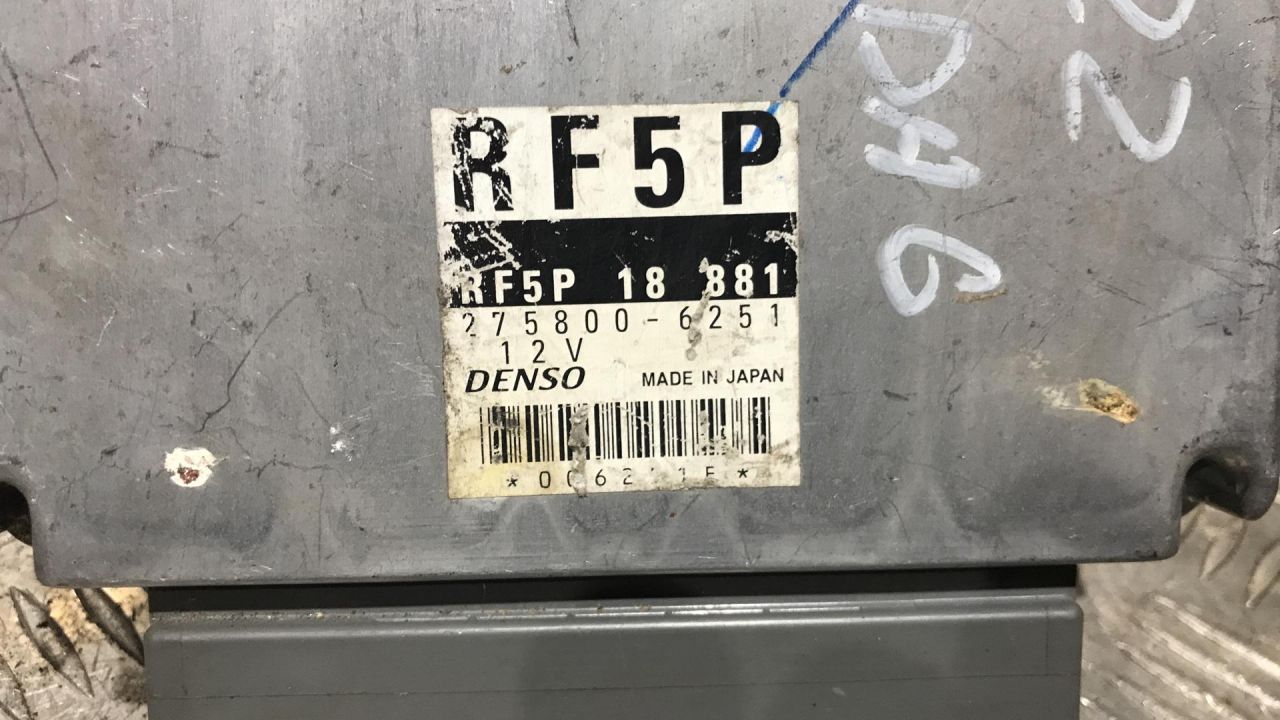 RF5P
RF5P 18 881
275800-6251
12V
DENSO MADE IN JAPAN